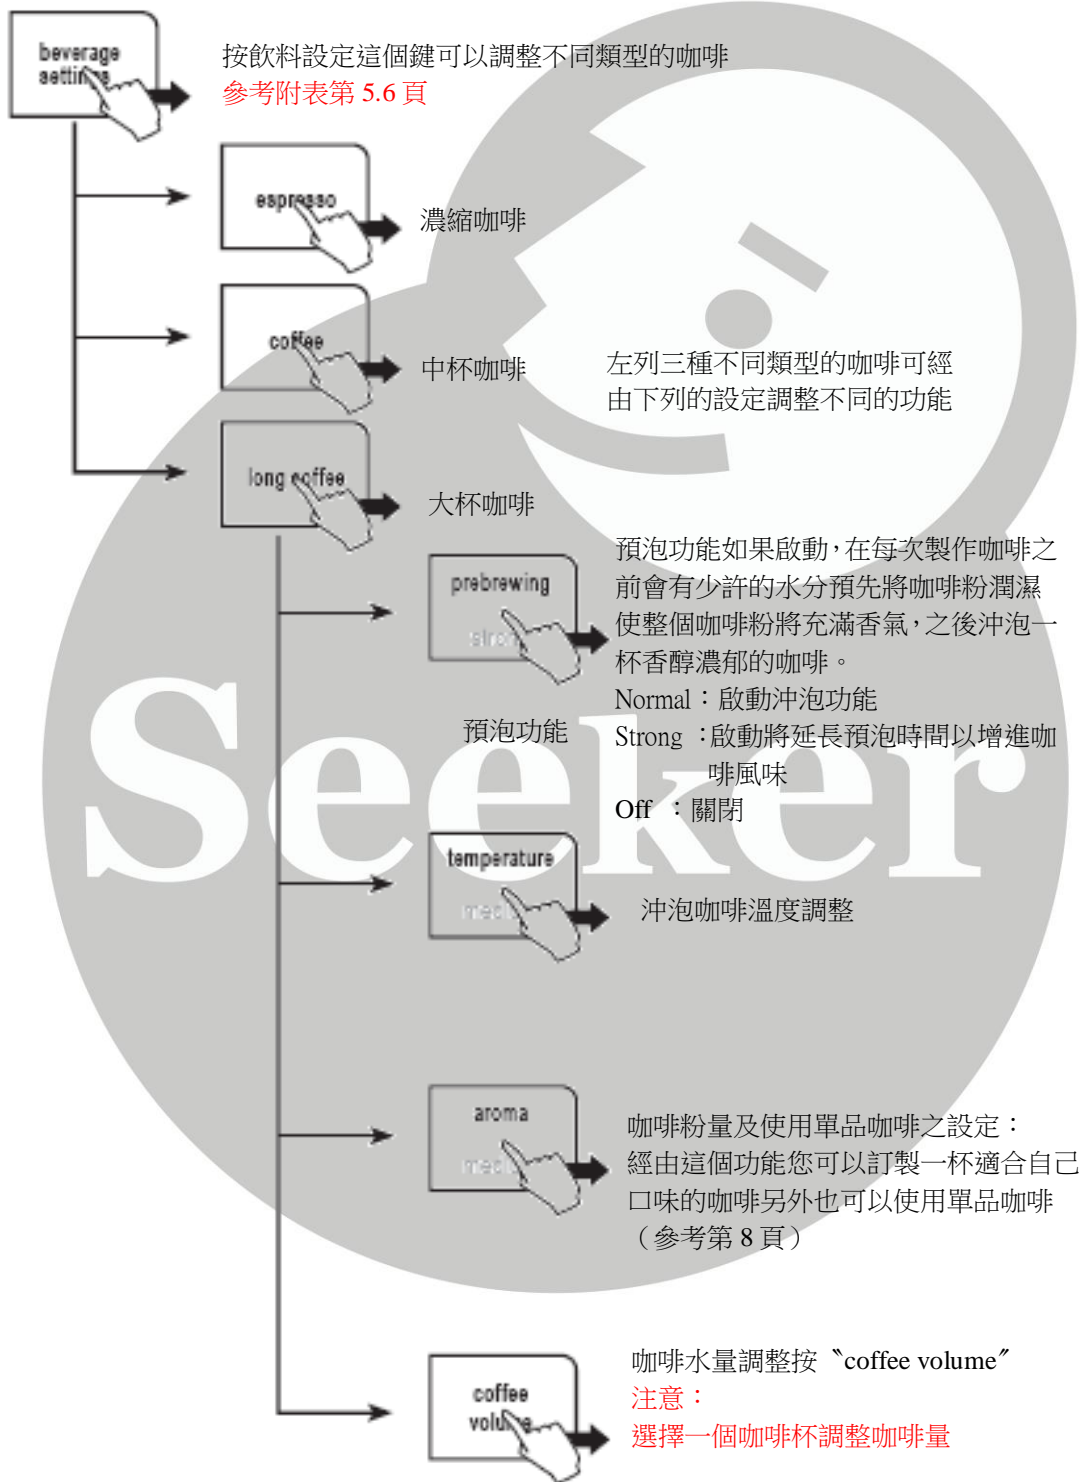 beverage
settings
按飲料設定這個鍵可以調整不同類型的咖啡
參考附表第 5.6 頁
espresso
濃縮咖啡
coffee
中杯咖啡
左列三種不同類型的咖啡可經
由下列的設定調整不同的功能
long coffee
大杯咖啡
prebrewing
strong
預泡功能
預泡功能如果啟動,在每次製作咖啡之
前會有少許的水分預先將咖啡粉潤濕
使整個咖啡粉將充滿香氣,之後沖泡一
杯香醇濃郁的咖啡。
Normal:啟動沖泡功能
Strong :啟動將延長預泡時間以增進咖
啡風味
Off :關閉
Seeker
temperature
medium
沖泡咖啡溫度調整
aroma
medium
咖啡粉量及使用單品咖啡之設定:
經由這個功能您可以訂製一杯適合自己
口味的咖啡另外也可以使用單品咖啡
(參考第 8 頁)
coffee
volume
咖啡水量調整按〝coffee volume〞
注意:
選擇一個咖啡杯調整咖啡量